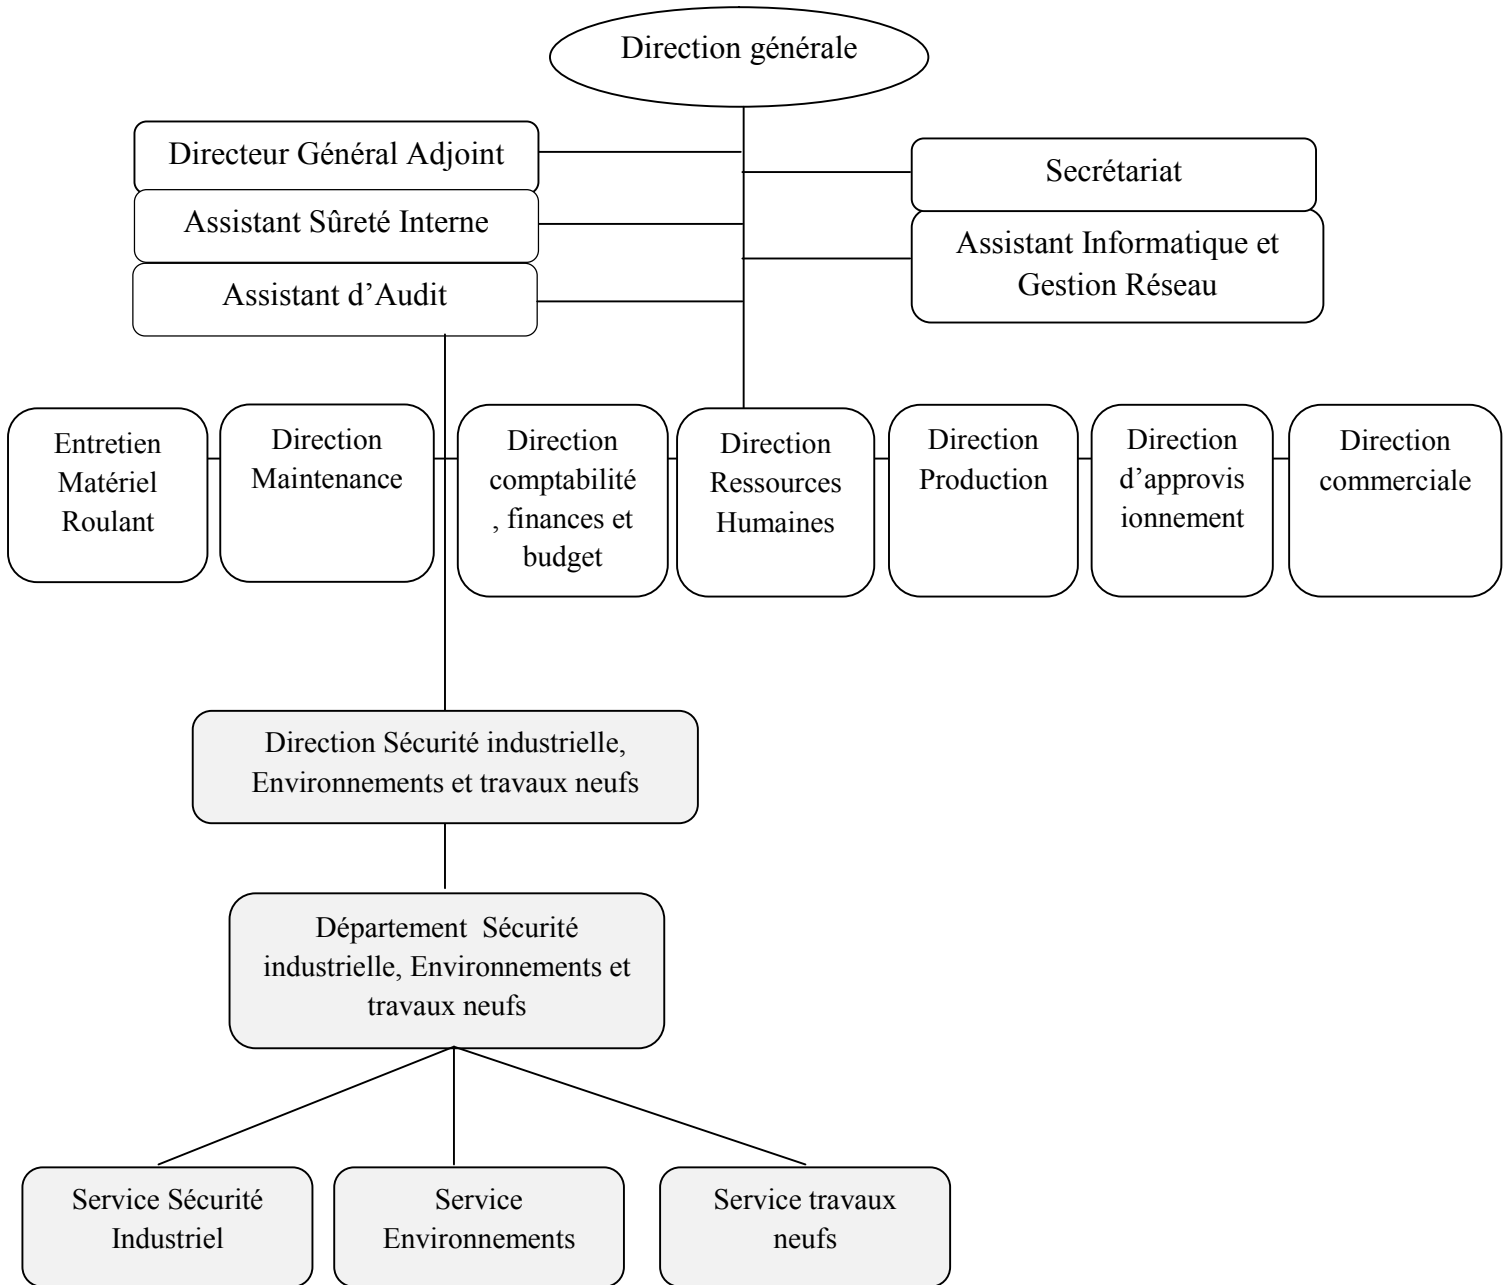 Direction générale
Directeur Général Adjoint
Secrétariat
Assistant Sûreté Interne
Assistant Informatique et
Gestion Réseau
Assistant d’Audit
Entretien
Matériel
Roulant
Direction
Maintenance
Direction
comptabilité
, finances et
budget
Direction
Ressources
Humaines
Direction
Production
Direction
d’approvis
ionnement
Direction
commerciale
Direction Sécurité industrielle,
Environnements et travaux neufs
Département Sécurité
industrielle, Environnements et
travaux neufs
Service Sécurité
Industriel
Service
Environnements
Service travaux
neufs